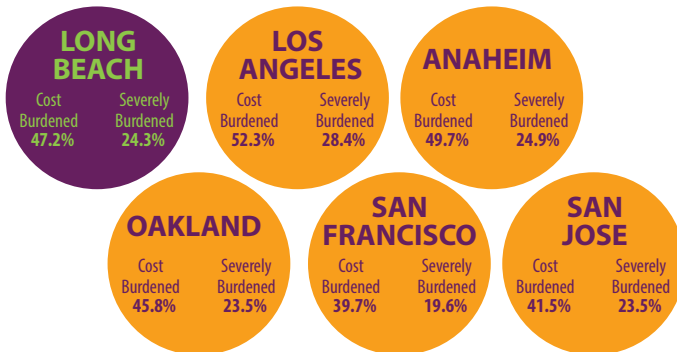 LONG
BEACH
Cost
Burdened
47.2%
Severely
Burdened
24.3%
LOS
ANGELES
Cost
Burdened
52.3%
Severely
Burdened
28.4%
ANAHEIM
Cost
Burdened
49.7%
Severely
Burdened
24.9%
OAKLAND
Cost
Burdened
45.8%
Severely
Burdened
23.5%
SAN
FRANCISCO
Cost
Burdened
39.7%
Severely
Burdened
19.6%
SAN
JOSE
Cost
Burdened
41.5%
Severely
Burdened
23.5%